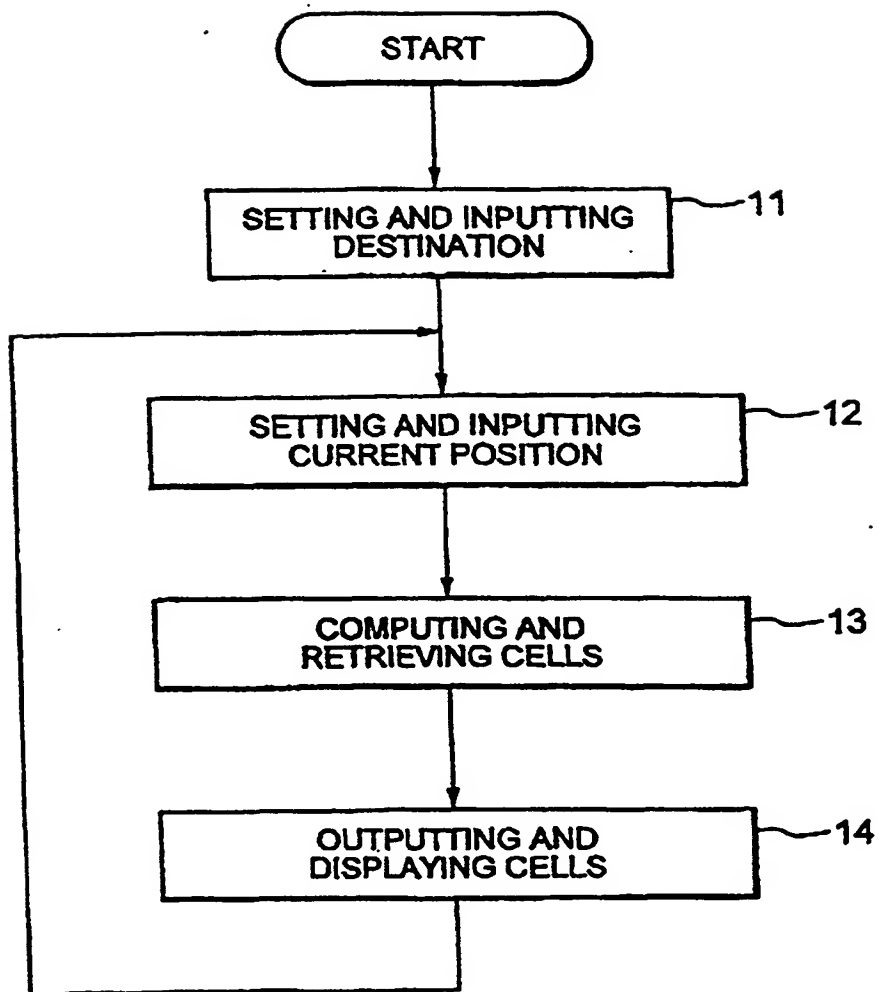 START
SETTING AND INPUTTING
DESTINATION
11
SETTING AND INPUTTING
CURRENT POSITION
12
COMPUTING AND
RETRIEVING CELLS
13
OUTPUTTING AND
DISPLAYING CELLS
14